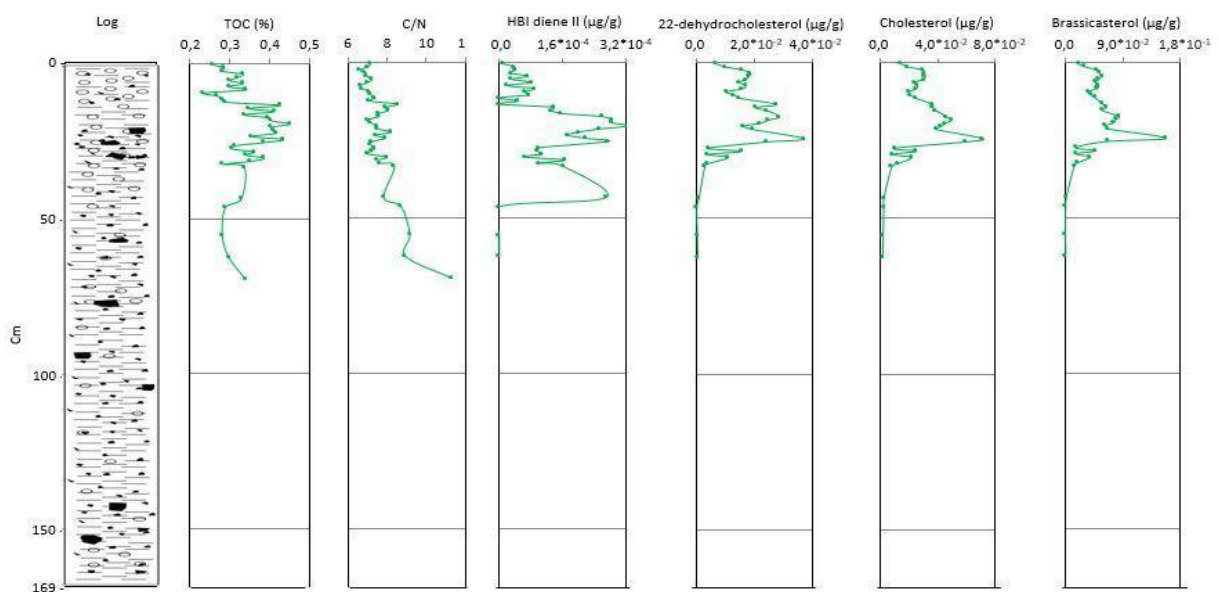 Log TOC (%) C/N HBI diene II (µg/g) 22-dehydrocholesterol (µg/g) Cholesterol (µg/g) Brassicasterol (µg/g)
0,2 0,3 0,4 0,5 6 8 10 1 0,0 1,6*10⁻⁴ 3,2*10⁻⁴ 0,0 2,0*10⁻² 4,0*10⁻² 0,0 4,0*10⁻² 8,0*10⁻² 0,0 9,0*10⁻² 1,8*10⁻¹
0
50
Cm
100
150
169